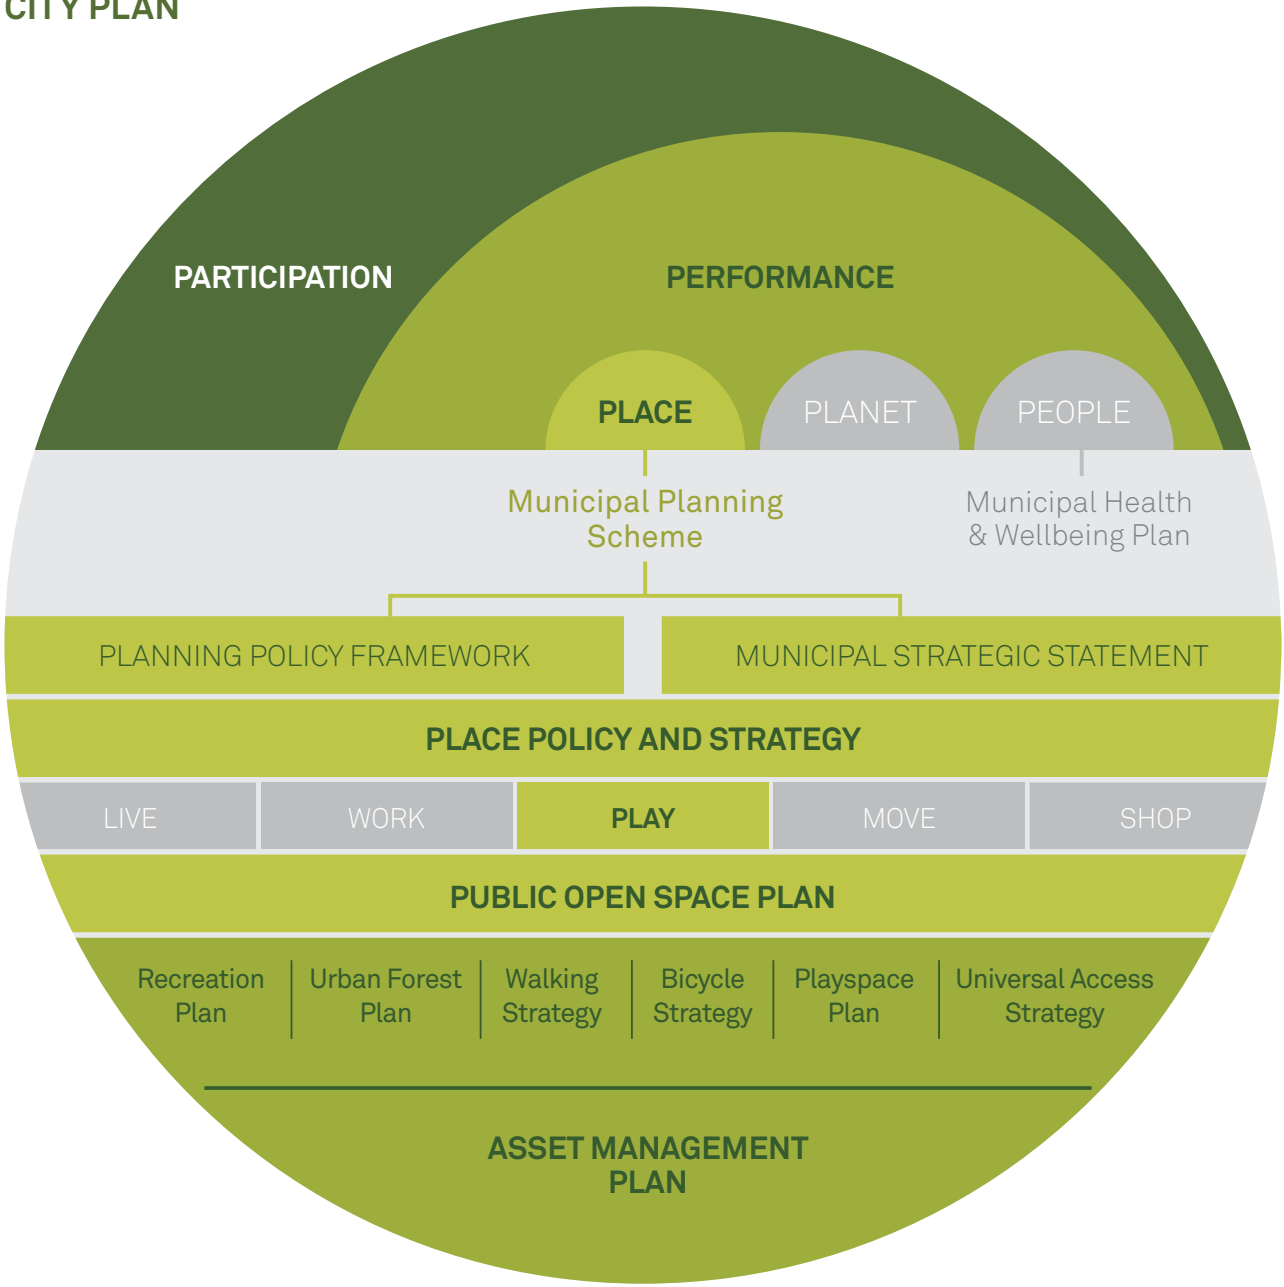 CITY PLAN
PARTICIPATION
PERFORMANCE
PLACE
PLANET
PEOPLE
Municipal Planning
Scheme
Municipal Health
& Wellbeing Plan
PLANNING POLICY FRAMEWORK
MUNICIPAL STRATEGIC STATEMENT
PLACE POLICY AND STRATEGY
LIVE
WORK
PLAY
MOVE
SHOP
PUBLIC OPEN SPACE PLAN
Recreation
Plan
Urban Forest
Plan
Walking
Strategy
Bicycle
Strategy
Playspace
Plan
Universal Access
Strategy
ASSET MANAGEMENT
PLAN